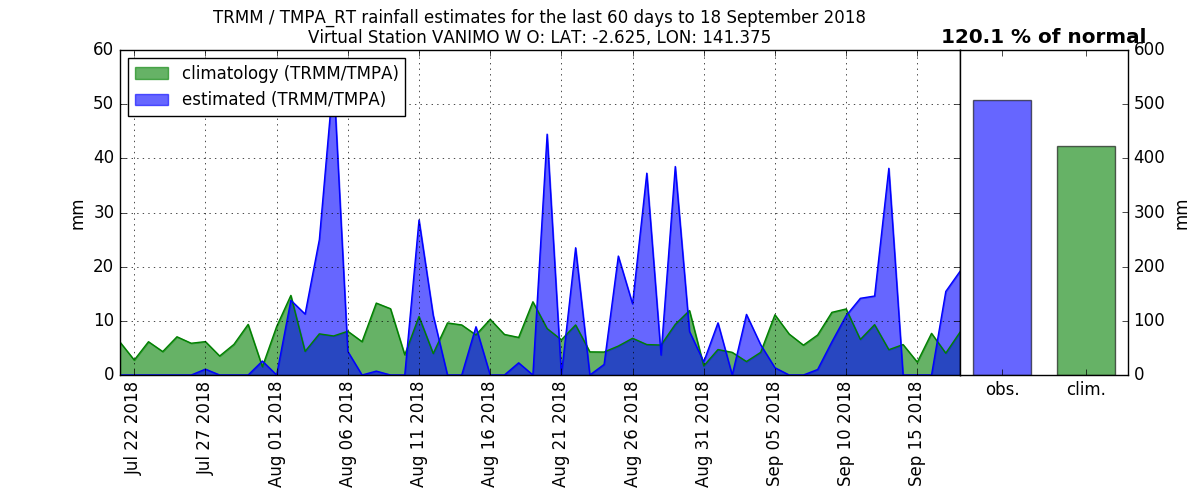 TRMM / TMPA_RT rainfall estimates for the last 60 days to 18 September 2018
Virtual Station VANIMO W O: LAT: -2.625, LON: 141.375
120.1 % of normal
climatology (TRMM/TMPA)
estimated (TRMM/TMPA)
60
50
40
30
20
10
0
mm
600
500
400
300
200
100
0
mm
Jul 22 2018
Jul 27 2018
Aug 01 2018
Aug 06 2018
Aug 11 2018
Aug 16 2018
Aug 21 2018
Aug 26 2018
Aug 31 2018
Sep 05 2018
Sep 10 2018
Sep 15 2018
obs.
clim.